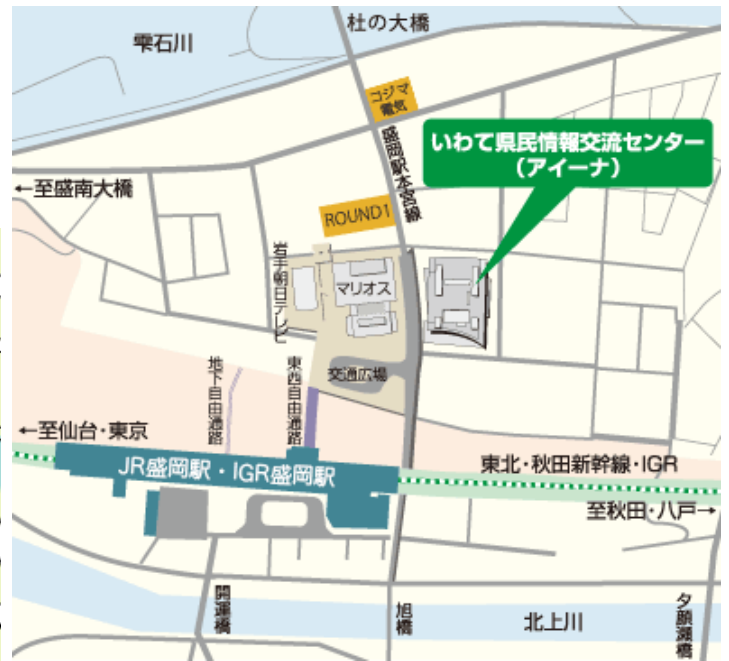 杜の大橋
雫石川
コジマ
電気
盛岡駅本宮線
いわて県民情報交流センター
（アイーナ）
←至盛南大橋
ROUND1
岩手朝日テレビ
マリオス
交通広場
東西自由通路
地下自由通路
←至仙台・東京
JR盛岡駅・IGR盛岡駅
東北・秋田新幹線・IGR
至秋田・八戸→
開運橋
旭橋
北上川
夕顔瀬橋